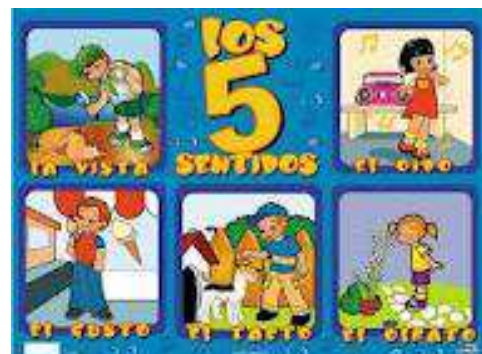 LOS
5
SENTIDOS
LA VISTA
EL OIDO
EL GUSTO
EL TACTO
EL OLFATO